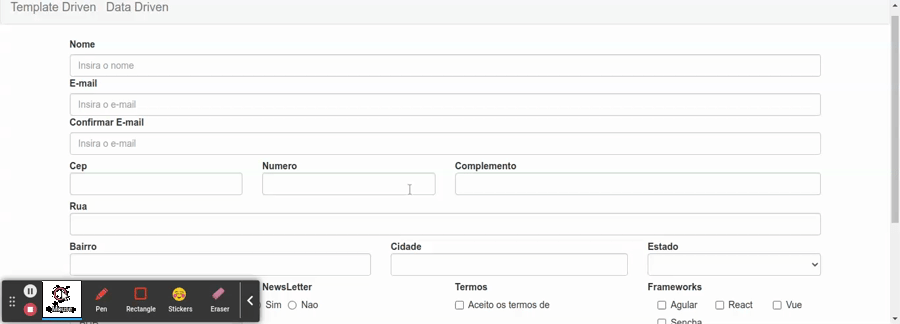 Template Driven Data Driven
Nome
Insira o nome
E-mail
Insira o e-mail
Confirmar E-mail
Insira o e-mail
Cep Numero Complemento
Rua
Bairro Cidade Estado
NewsLetter Termos Frameworks
Sim Nao Aceito os termos de Agular React Vue
Sencha
Pen Rectangle Stickers Eraser